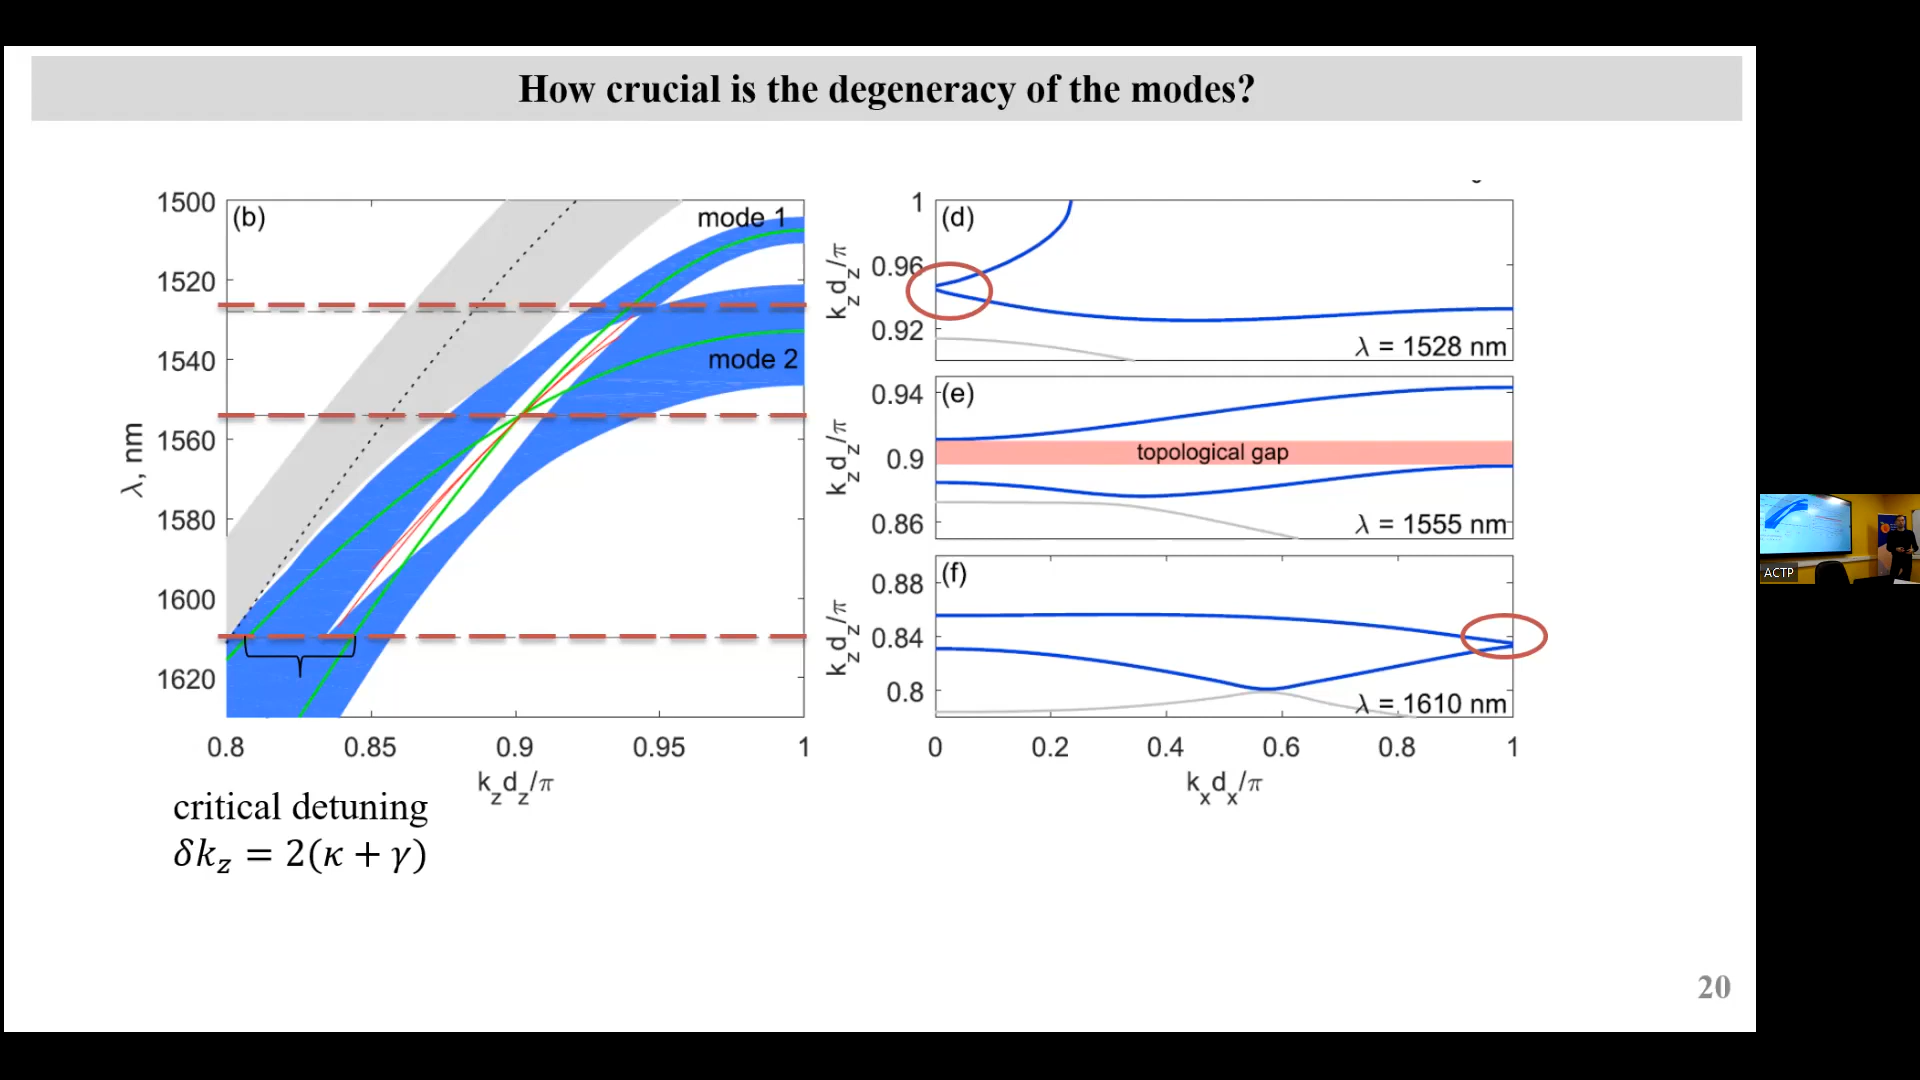 How crucial is the degeneracy of the modes?
(b)
mode 1
mode 2
1500
1520
1540
1560
1580
1600
1620
λ, nm
0.8
0.85
0.9
0.95
1
k_z d_z/π
critical detuning
δk_z = 2(κ + γ)
(d)
1
0.96
0.92
k_z d_z/π
λ = 1528 nm
(e)
0.94
0.9
0.86
k_z d_z/π
topological gap
λ = 1555 nm
(f)
0.88
0.84
0.8
k_z d_z/π
λ = 1610 nm
0
0.2
0.4
0.6
0.8
1
k_x d_x/π
20
ACTP